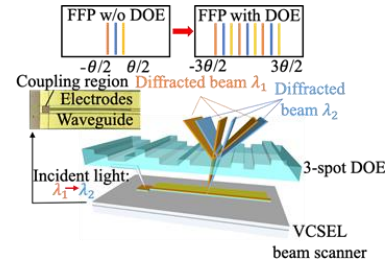 FFP w/o DOE
FFP with DOE
-θ/2
θ/2
-3θ/2
3θ/2
Coupling region
Electrodes
Waveguide
Diffracted beam λ₁
Diffracted
beam λ₂
3-spot DOE
Incident light:
λ₁→λ₂
VCSEL
beam scanner